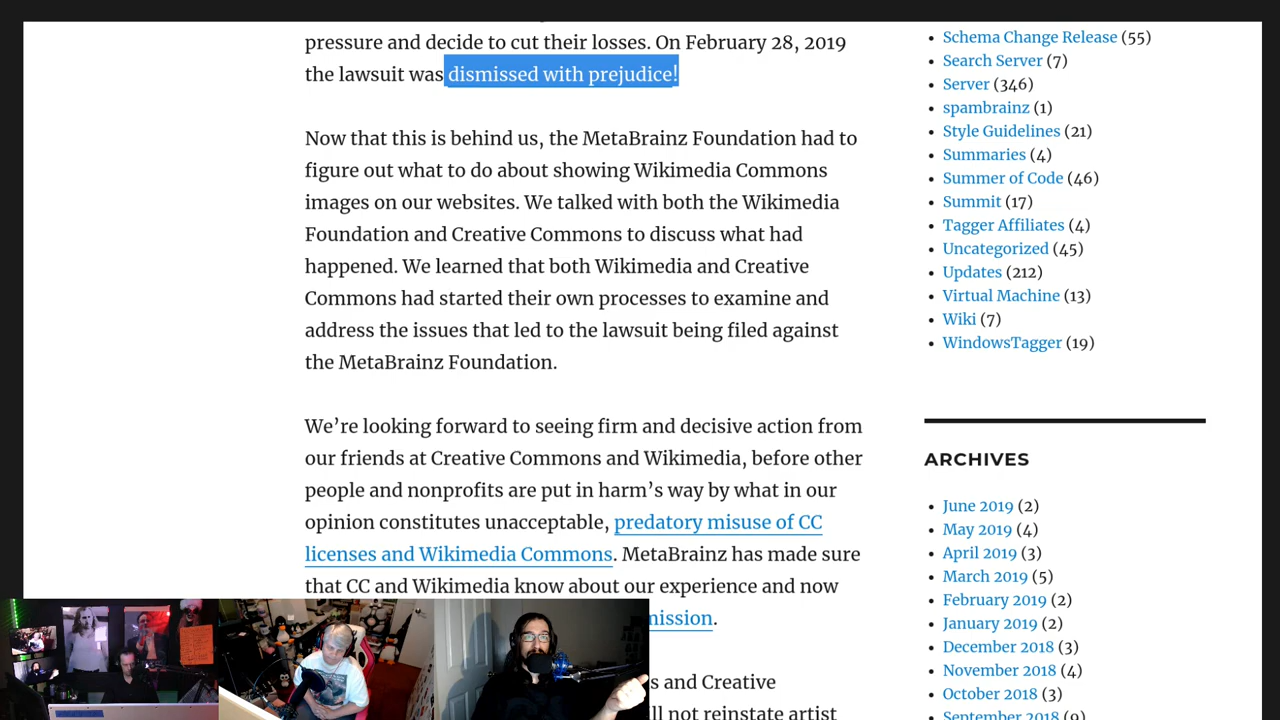 pressure and decide to cut their losses. On February 28, 2019
the lawsuit was dismissed with prejudice!
Now that this is behind us, the MetaBrainz Foundation had to
figure out what to do about showing Wikimedia Commons
images on our websites. We talked with both the Wikimedia
Foundation and Creative Commons to discuss what had
happened. We learned that both Wikimedia and Creative
Commons had started their own processes to examine and
address the issues that led to the lawsuit being filed against
the MetaBrainz Foundation.
We’re looking forward to seeing firm and decisive action from
our friends at Creative Commons and Wikimedia, before other
people and nonprofits are put in harm’s way by what in our
opinion constitutes unacceptable, predatory misuse of CC
licenses and Wikimedia Commons. MetaBrainz has made sure
that CC and Wikimedia know about our experience and now
mission.
s and Creative
ll not reinstate artist
Schema Change Release (55)
Search Server (7)
Server (346)
spambrainz (1)
Style Guidelines (21)
Summaries (4)
Summer of Code (46)
Summit (17)
Tagger Affiliates (4)
Uncategorized (45)
Updates (212)
Virtual Machine (13)
Wiki (7)
WindowsTagger (19)
ARCHIVES
June 2019 (2)
May 2019 (4)
April 2019 (3)
March 2019 (5)
February 2019 (2)
January 2019 (2)
December 2018 (3)
November 2018 (4)
October 2018 (3)
September 2018 (9)